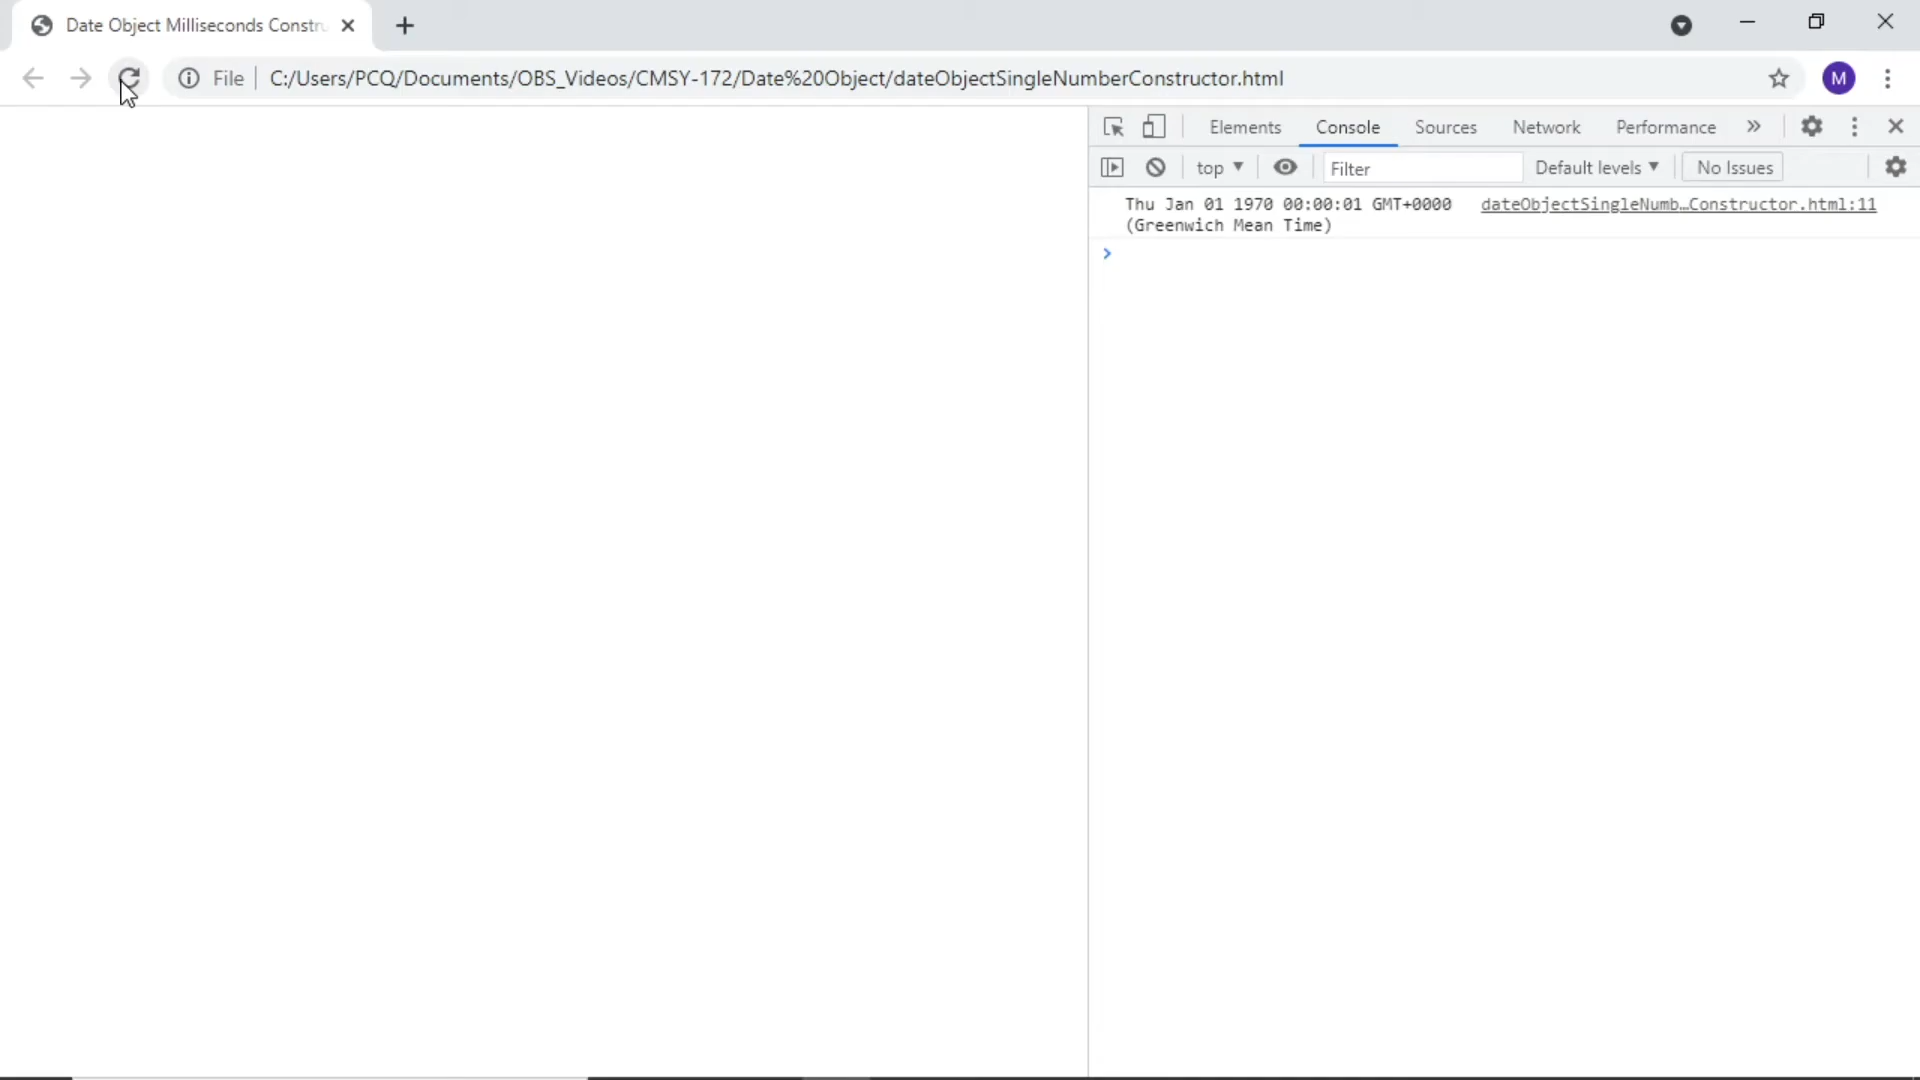 Date Object Milliseconds Constru
File
C:/Users/PCQ/Documents/OBS_Videos/CMSY-172/Date%20Object/dateObjectSingleNumberConstructor.html
M
Elements Console Sources Network Performance
top Filter Default levels No Issues
Thu Jan 01 1970 00:00:01 GMT+0000 dateObjectSingleNumb…Constructor.html:11
(Greenwich Mean Time)